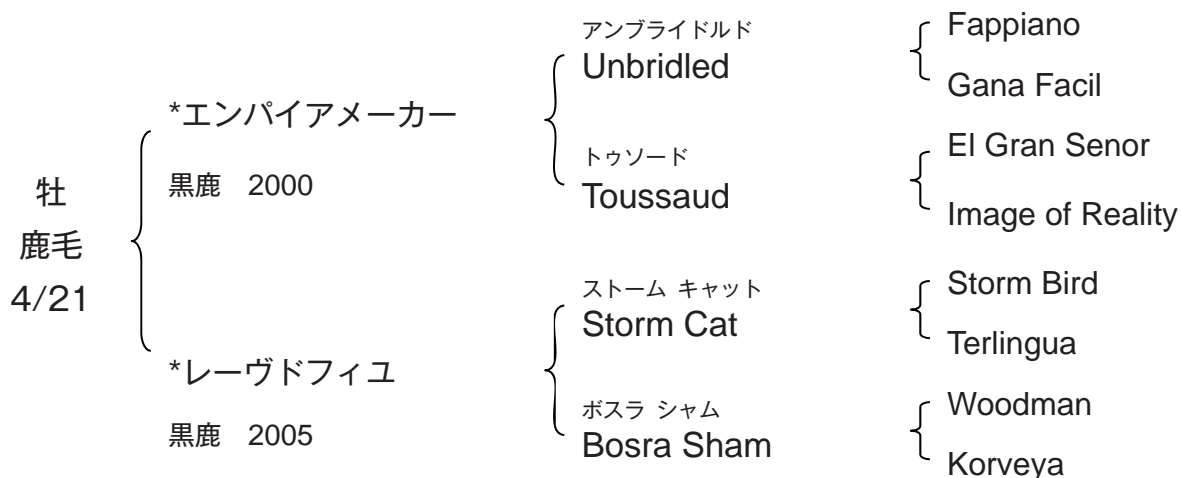 牡
鹿毛
4/21
*エンパイアメーカー
黒鹿 2000
*レーヴドフィユ
黒鹿 2005
アンブライドルド
Unbridled
トゥソード
Toussaud
ストーム キャット
Storm Cat
ボスラ シャム
Bosra Sham
Fappiano
Gana Facil
El Gran Senor
Image of Reality
Storm Bird
Terlingua
Woodman
Korveya